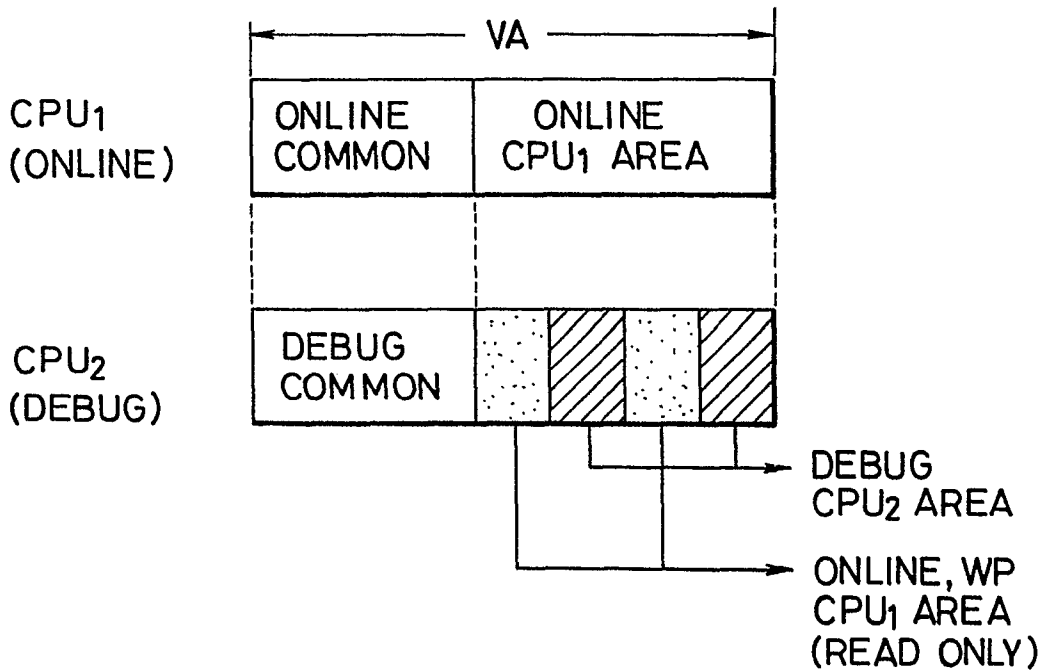 VA
CPU₁
(ONLINE)
ONLINE
COMMON
ONLINE
CPU₁ AREA
CPU₂
(DEBUG)
DEBUG
COMMON
DEBUG
CPU₂ AREA
ONLINE, WP
CPU₁ AREA
(READ ONLY)